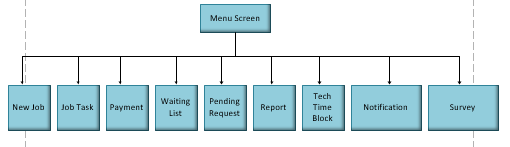 Menu Screen
New Job
Job Task
Payment
Waiting
List
Pending
Request
Report
Tech
Time
Block
Notification
Survey